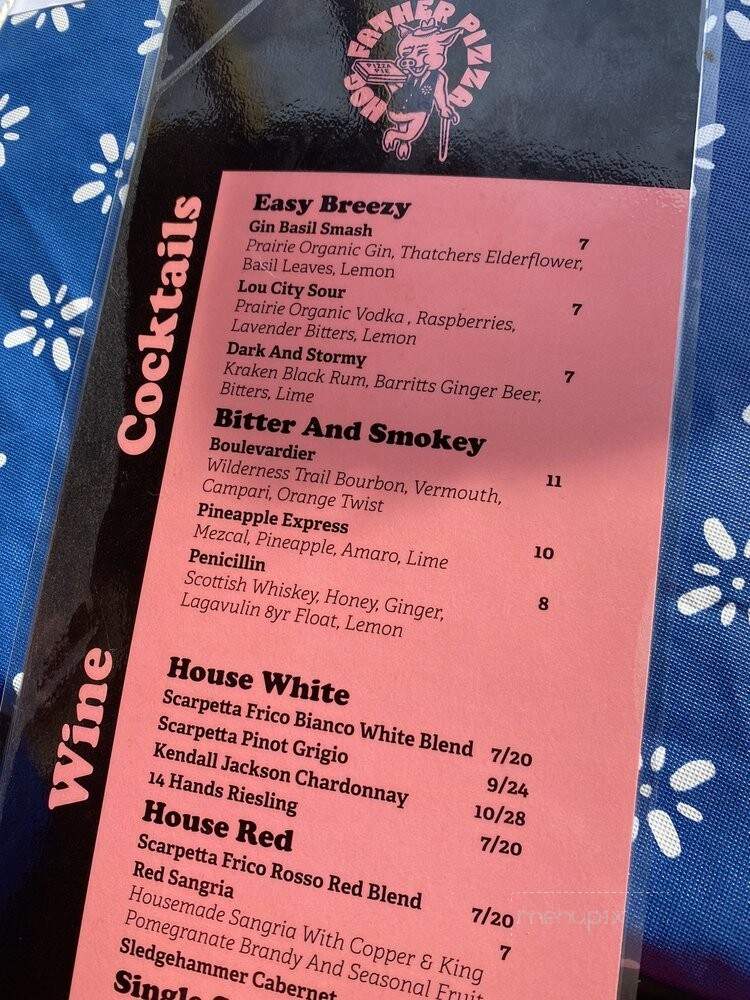 HOG FATHER PIZZA
PIZZA PIE
Cocktails
Easy Breezy
Gin Basil Smash 7
Prairie Organic Gin, Thatchers Elderflower,
Basil Leaves, Lemon
Lou City Sour 7
Prairie Organic Vodka , Raspberries,
Lavender Bitters, Lemon
Dark And Stormy 7
Kraken Black Rum, Barritts Ginger Beer,
Bitters, Lime
Bitter And Smokey
Boulevardier 11
Wilderness Trail Bourbon, Vermouth,
Campari, Orange Twist
Pineapple Express 10
Mezcal, Pineapple, Amaro, Lime
Penicillin 8
Scottish Whiskey, Honey, Ginger,
Lagavulin 8yr Float, Lemon
Wine
House White
Scarpetta Frico Bianco White Blend 7/20
Scarpetta Pinot Grigio 9/24
Kendall Jackson Chardonnay 10/28
14 Hands Riesling 7/20
House Red
Scarpetta Frico Rosso Red Blend 7/20
Red Sangria 7
Housemade Sangria With Copper & King
Pomegranate Brandy And Seasonal Fruit
Sledgehammer Cabernet
Single
menupix